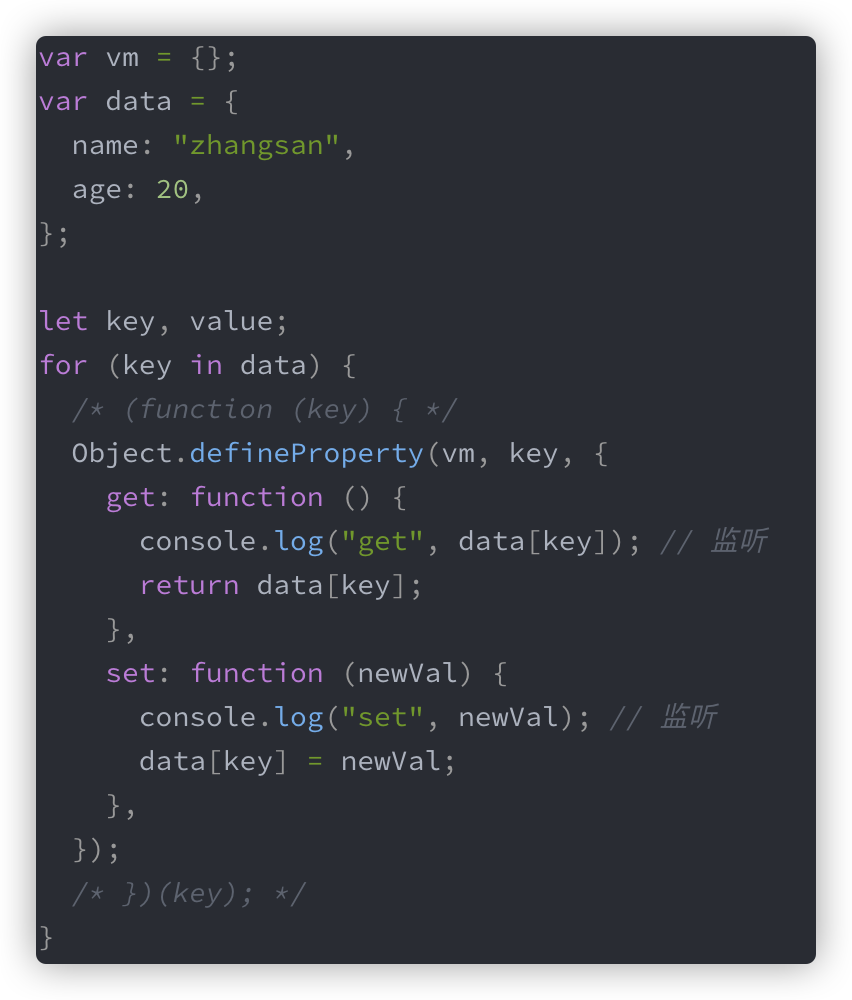 var vm = {};
var data = {
  name: "zhangsan",
  age: 20,
};

let key, value;
for (key in data) {
  /* (function (key) { */
  Object.defineProperty(vm, key, {
    get: function () {
      console.log("get", data[key]); // 监听
      return data[key];
    },
    set: function (newVal) {
      console.log("set", newVal); // 监听
      data[key] = newVal;
    },
  });
  /* })(key); */
}